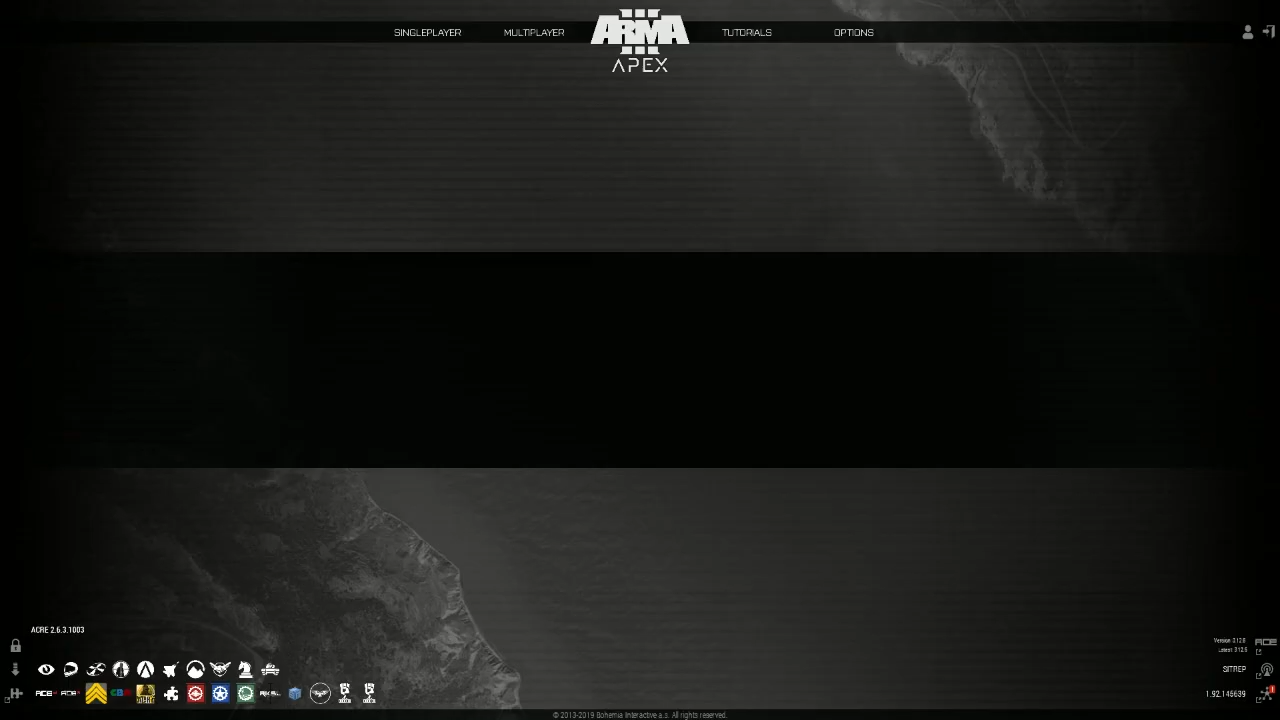 SINGLEPLAYER MULTIPLAYER ARMA III TUTORIALS OPTIONS
APEX
ACRE 2.6.3.1003
ACE
SITREP
1.92.145639
© 2013-2019 Bohemia Interactive a.s. All rights reserved.